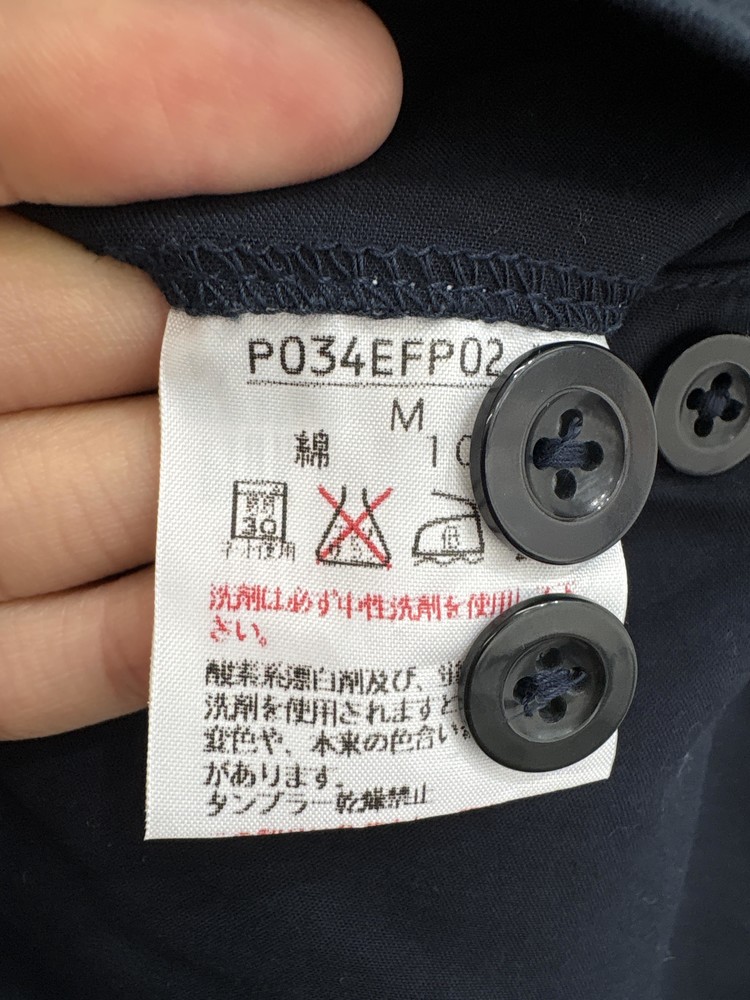 P034EFP02
M
綿 10
弱 30
ネット使用
低
洗剤は必ず中性洗剤を使用
さい。
酸素系漂白剤及び、
洗剤を使用されますと
変色や、本来の色合い
があります。
タンブラー乾燥禁止